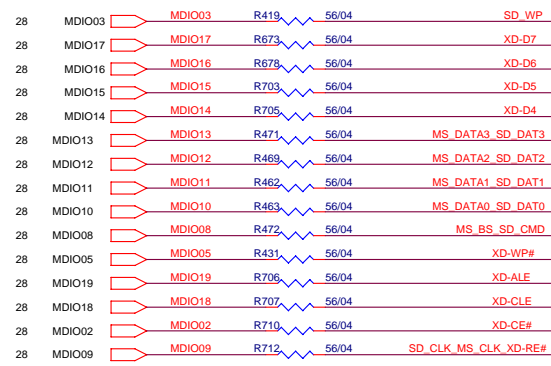 28 MDIO03 MDIO03 R419 56/04 SD_WP
28 MDIO17 MDIO17 R673 56/04 XD-D7
28 MDIO16 MDIO16 R678 56/04 XD-D6
28 MDIO15 MDIO15 R703 56/04 XD-D5
28 MDIO14 MDIO14 R705 56/04 XD-D4
28 MDIO13 MDIO13 R471 56/04 MS_DATA3_SD_DAT3
28 MDIO12 MDIO12 R469 56/04 MS_DATA2_SD_DAT2
28 MDIO11 MDIO11 R462 56/04 MS_DATA1_SD_DAT1
28 MDIO10 MDIO10 R463 56/04 MS_DATA0_SD_DAT0
28 MDIO08 MDIO08 R472 56/04 MS_BS_SD_CMD
28 MDIO05 MDIO05 R431 56/04 XD-WP#
28 MDIO19 MDIO19 R706 56/04 XD-ALE
28 MDIO18 MDIO18 R707 56/04 XD-CLE
28 MDIO02 MDIO02 R710 56/04 XD-CE#
28 MDIO09 MDIO09 R712 56/04 SD_CLK_MS_CLK_XD-RE#